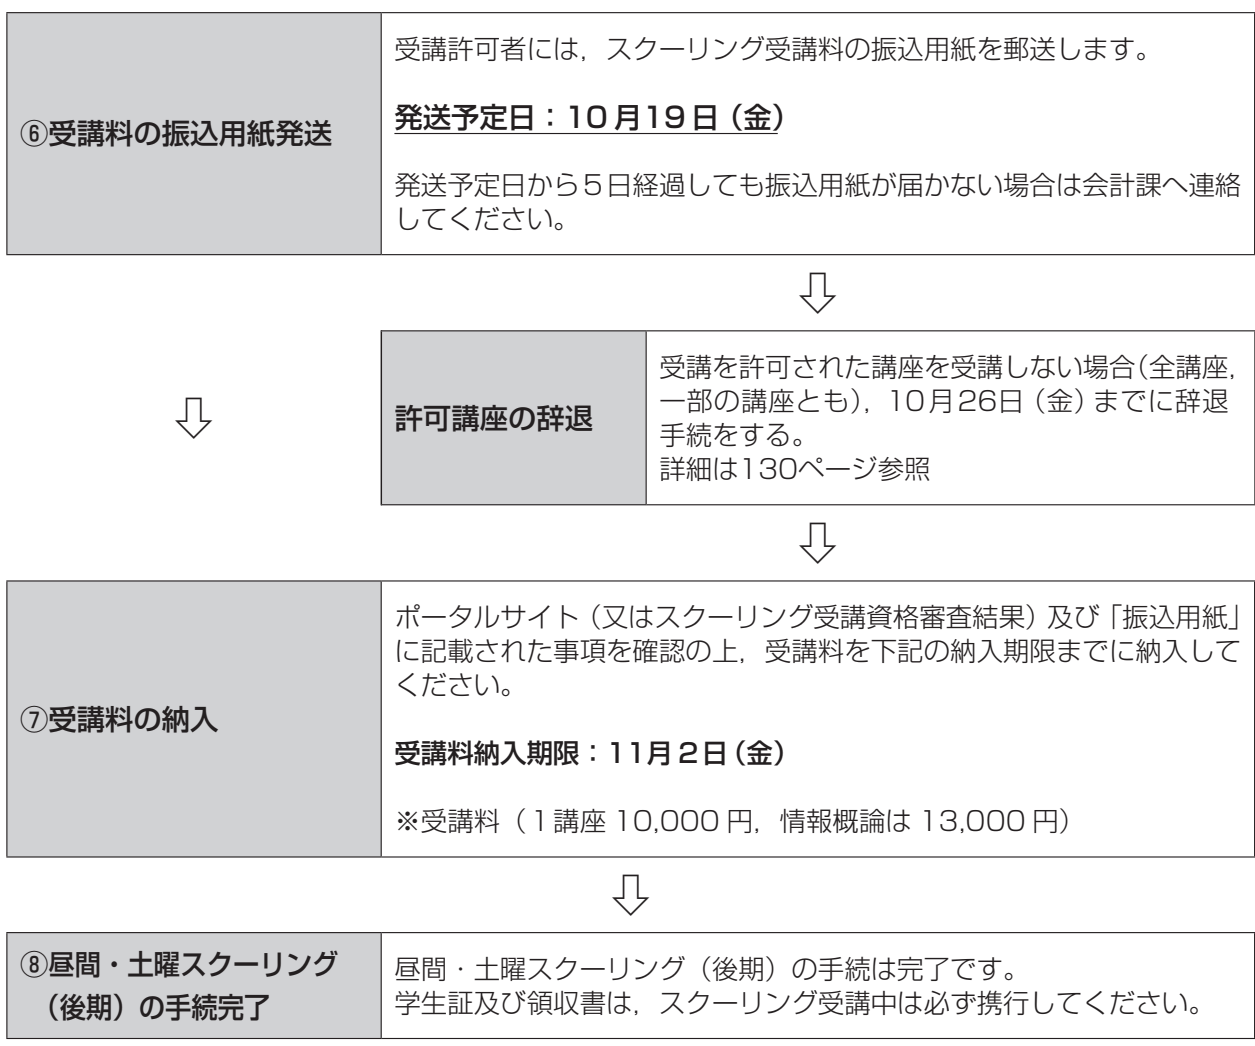 ⑥受講料の振込用紙発送
受講許可者には，スクーリング受講料の振込用紙を郵送します。
発送予定日：10月19日（金）
発送予定日から５日経過しても振込用紙が届かない場合は会計課へ連絡
してください。
許可講座の辞退
受講を許可された講座を受講しない場合（全講座，
一部の講座とも），10月26日（金）までに辞退
手続をする。
詳細は130ページ参照
⑦受講料の納入
ポータルサイト（又はスクーリング受講資格審査結果）及び「振込用紙」
に記載された事項を確認の上，受講料を下記の納入期限までに納入して
ください。
受講料納入期限：11月２日（金）
※受講料（１講座 10,000 円，情報概論は 13,000 円）
⑧昼間・土曜スクーリング
（後期）の手続完了
昼間・土曜スクーリング（後期）の手続は完了です。
学生証及び領収書は，スクーリング受講中は必ず携行してください。